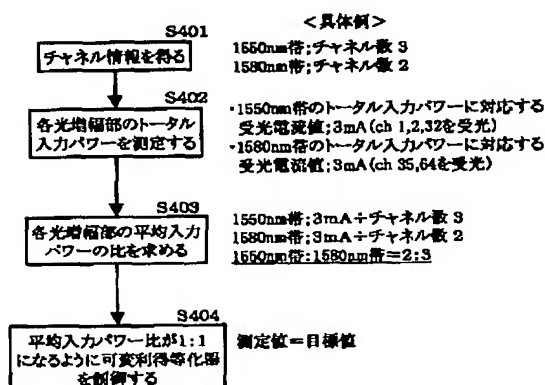 <具体例>
S401
チャネル情報を得る
1550nm帯;チャネル数 3
1580nm帯;チャネル数 2
S402
各光増幅部のトータル
入力パワーを測定する
・1550nm帯のトータル入力パワーに対応する
受光電流値;3mA(ch 1,2,32を受光)
・1580nm帯のトータル入力パワーに対応する
受光電流値;3mA(ch 35,64を受光)
S403
各光増幅部の平均入力
パワーの比を求める
1550nm帯;3mA÷チャネル数 3
1580nm帯;3mA÷チャネル数 2
1550nm帯:1580nm帯=2:3
S404
平均入力パワー比が1:1
になるように可変利得等化器
を制御する
測定値=目標値